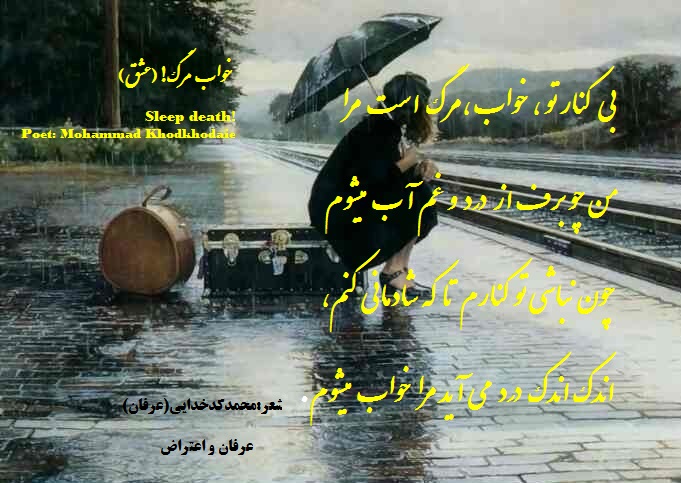 خواب مرگ! (عشق)
Sleep death!
Poet: Mohammad Khodkhodaie
بی کنار تو، خواب، مرگ است مرا
من چو برف از درد و غم آب میشوم
چون نباشی تو کنارم تا که شادمانی کنم،
اندک اندک درد می آید مرا خواب میشوم.
شعر:محمدکدخدایی(عرفان)
عرفان و اعتراض